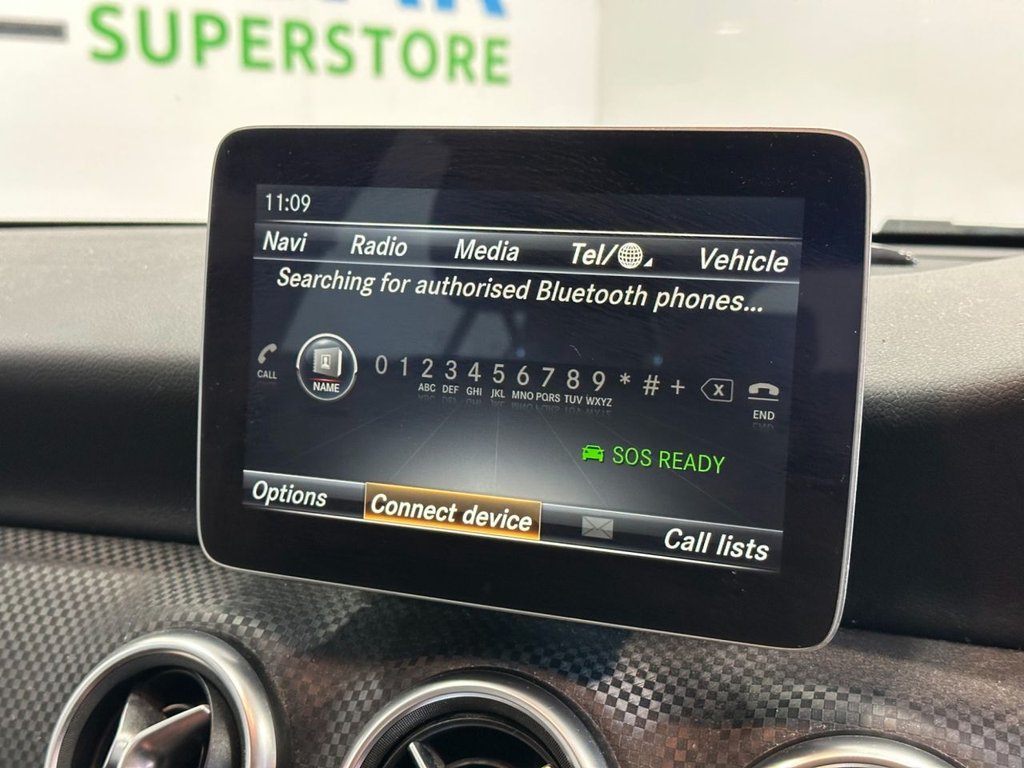 SUPERSTORE
11:09
Navi Radio Media Tel/ Vehicle
Searching for authorised Bluetooth phones...
CALL NAME 0 1 2 3 4 5 6 7 8 9 * # + X END
ABC DEF GHI JKL MNO PQRS TUV WXYZ
SOS READY
Options Connect device Call lists